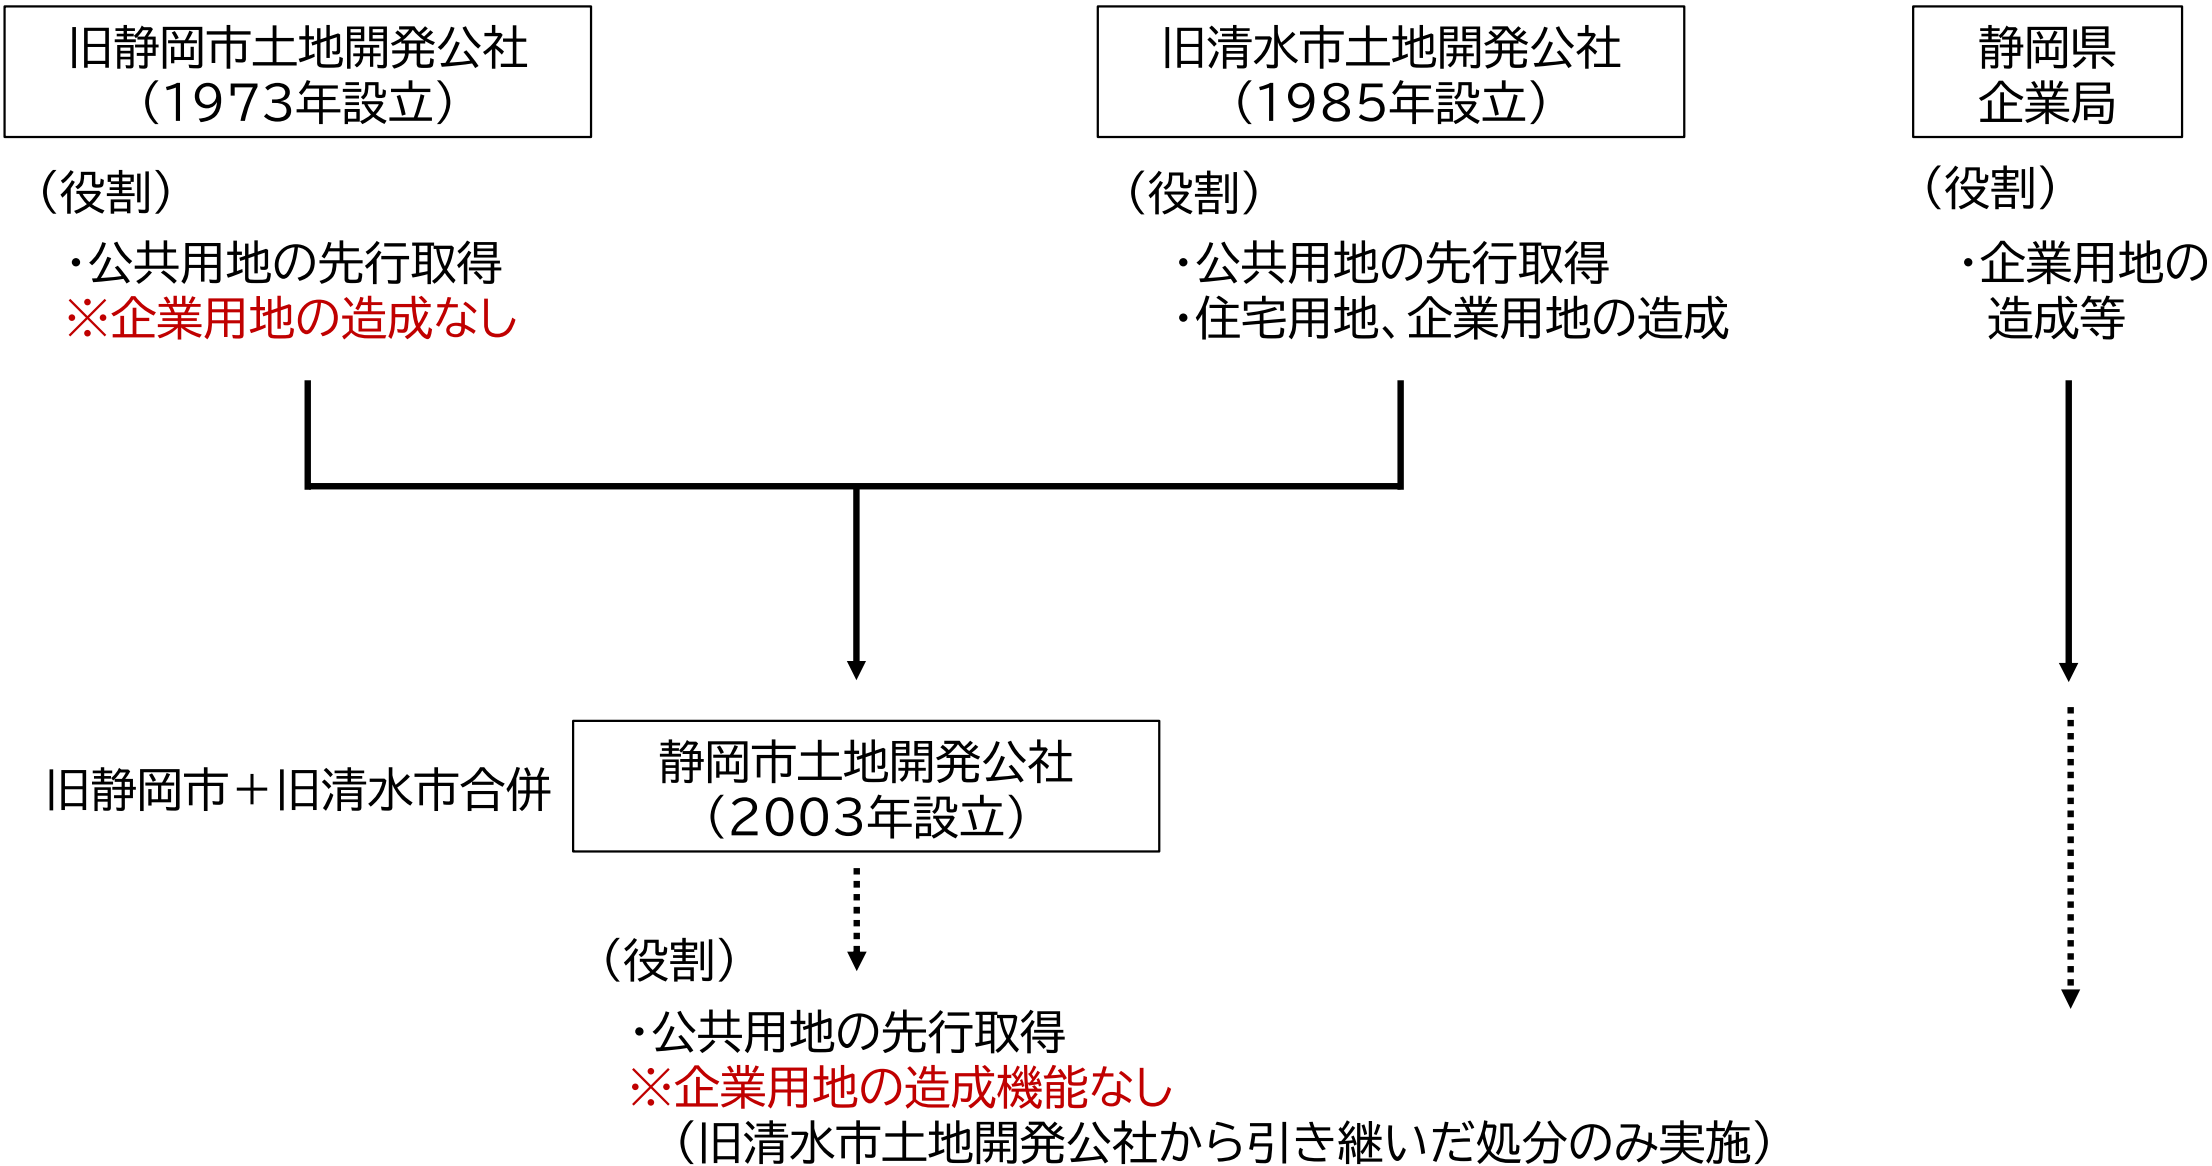 旧静岡市土地開発公社
（1973年設立）
（役割）
・公共用地の先行取得
※企業用地の造成なし
旧清水市土地開発公社
（1985年設立）
（役割）
・公共用地の先行取得
・住宅用地、企業用地の造成
静岡県
企業局
（役割）
・企業用地の
造成等
旧静岡市＋旧清水市合併
静岡市土地開発公社
（2003年設立）
（役割）
・公共用地の先行取得
※企業用地の造成機能なし
（旧清水市土地開発公社から引き継いだ処分のみ実施）